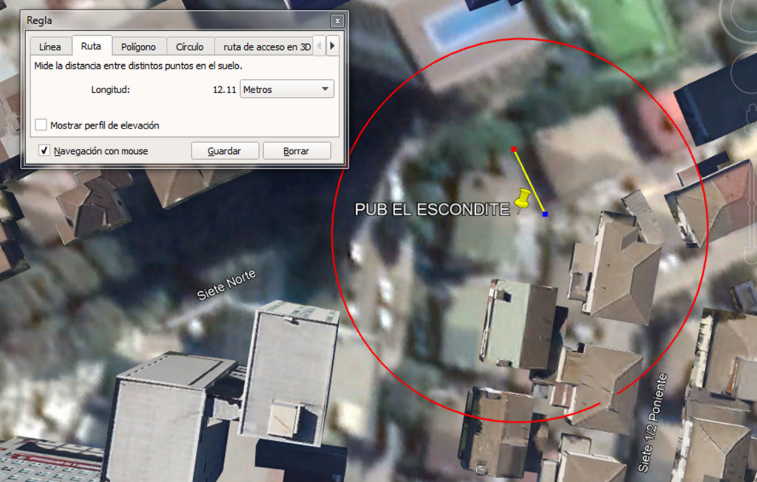 Regla
Línea Ruta Polígono Círculo ruta de acceso en 3D
Mide la distancia entre distintos puntos en el suelo.
Longitud: 12.11 Metros
Mostrar perfil de elevación
Navegación con mouse Guardar Borrar
PUB EL ESCONDITE
Siete Norte
Siete 1/2 Poniente